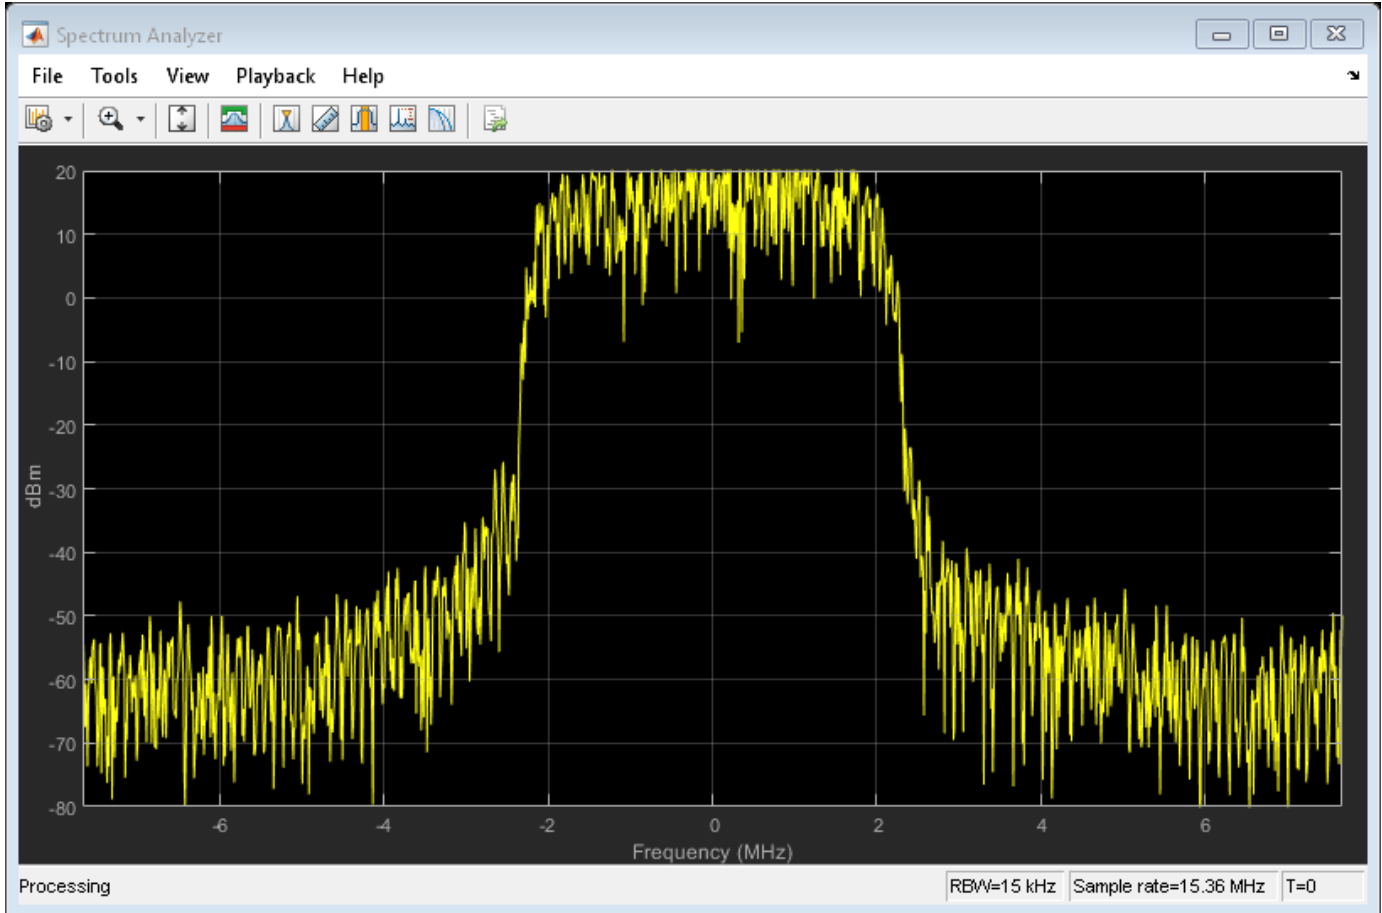 Spectrum Analyzer
File Tools View Playback Help
20
10
0
-10
-20
-30
-40
-50
-60
-70
-80
dBm
-6 -4 -2 0 2 4 6
Frequency (MHz)
Processing RBW=15 kHz Sample rate=15.36 MHz T=0